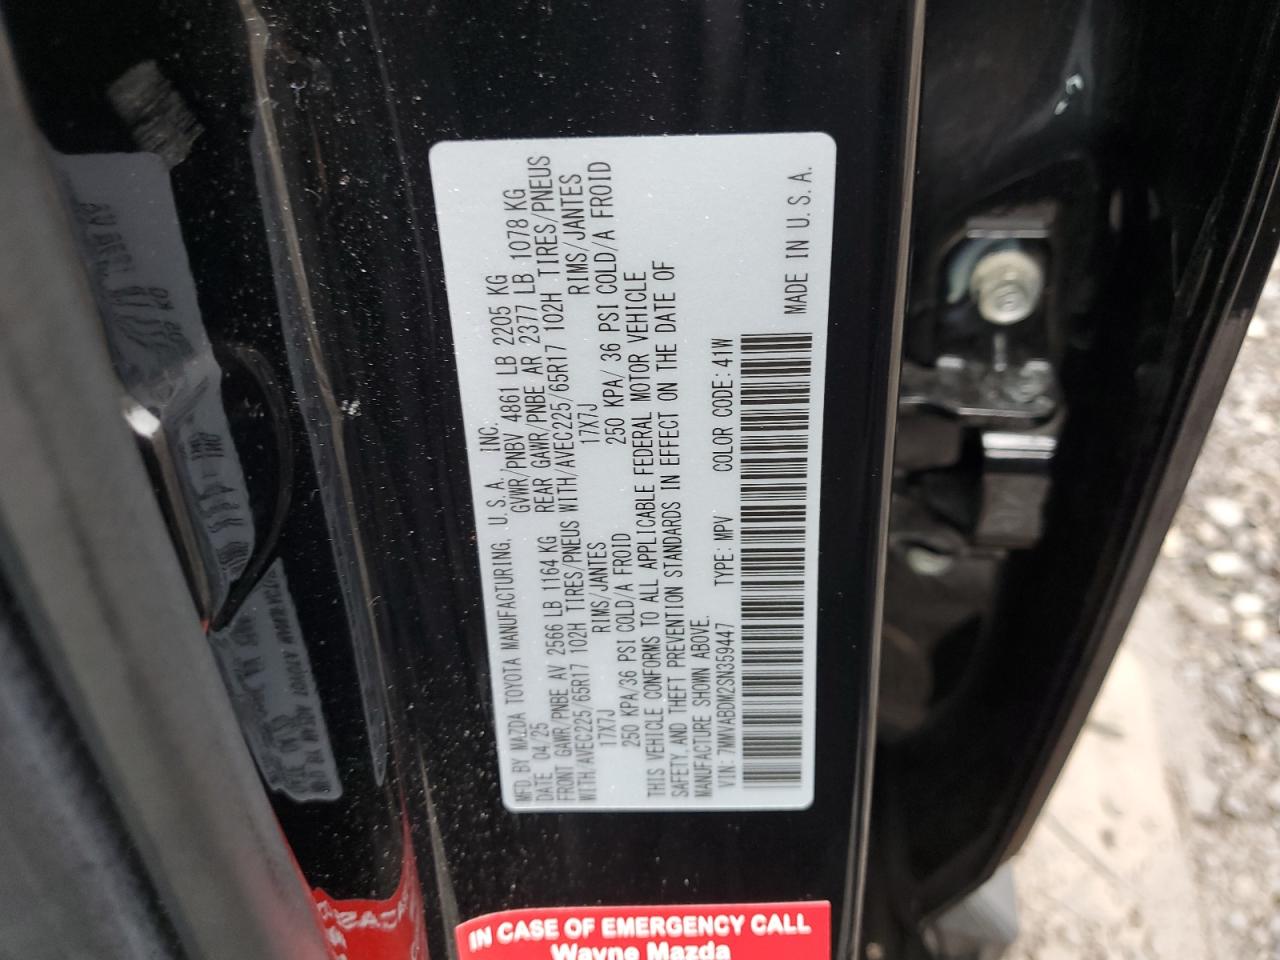 MFD. BY MAZDA TOYOTA MANUFACTURING, U.S.A., INC.
DATE 04/25 GVWR/PNBV 4861 LB 2205 KG
FRONT GAWR/PNBE AV 2566 LB 1164 KG REAR GAWR/PNBE AR 2377 LB 1078 KG
WITH/AVEC225/65R17 102H TIRES/PNEUS WITH/AVEC225/65R17 102H TIRES/PNEUS
17X7J RIMS/JANTES 17X7J RIMS/JANTES
250 KPA/36 PSI COLD/A FROID 250 KPA/ 36 PSI COLD/A FROID
THIS VEHICLE CONFORMS TO ALL APPLICABLE FEDERAL MOTOR VEHICLE
SAFETY, AND THEFT PREVENTION STANDARDS IN EFFECT ON THE DATE OF
MANUFACTURE SHOWN ABOVE.
VIN: 7MMVABDM2SN359447 TYPE: MPV COLOR CODE: 41W
MADE IN U.S.A.
IN CASE OF EMERGENCY CALL
Wayne Mazda